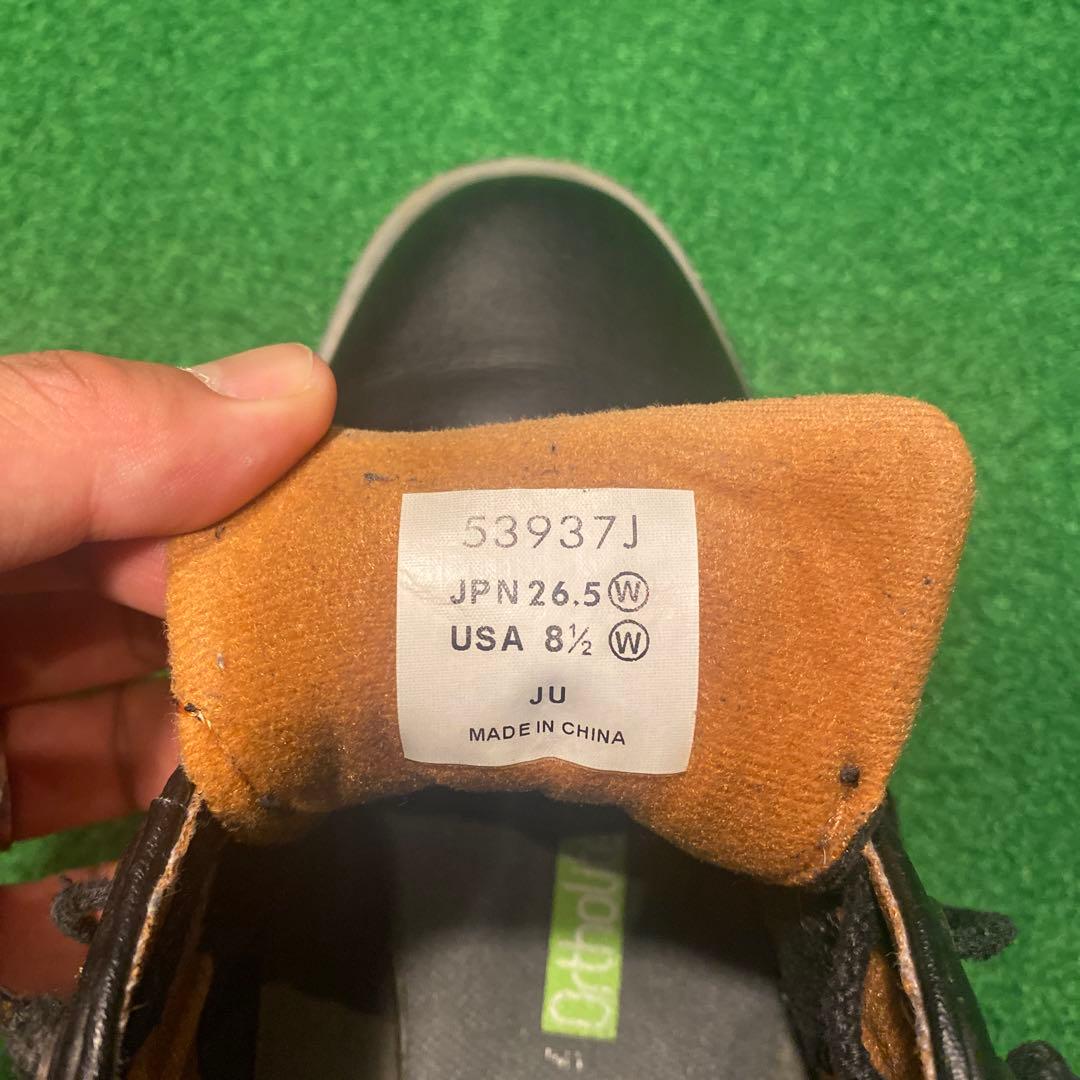 53937J
JPN 26.5 Ⓦ
USA 8½ Ⓦ
JU
MADE IN CHINA